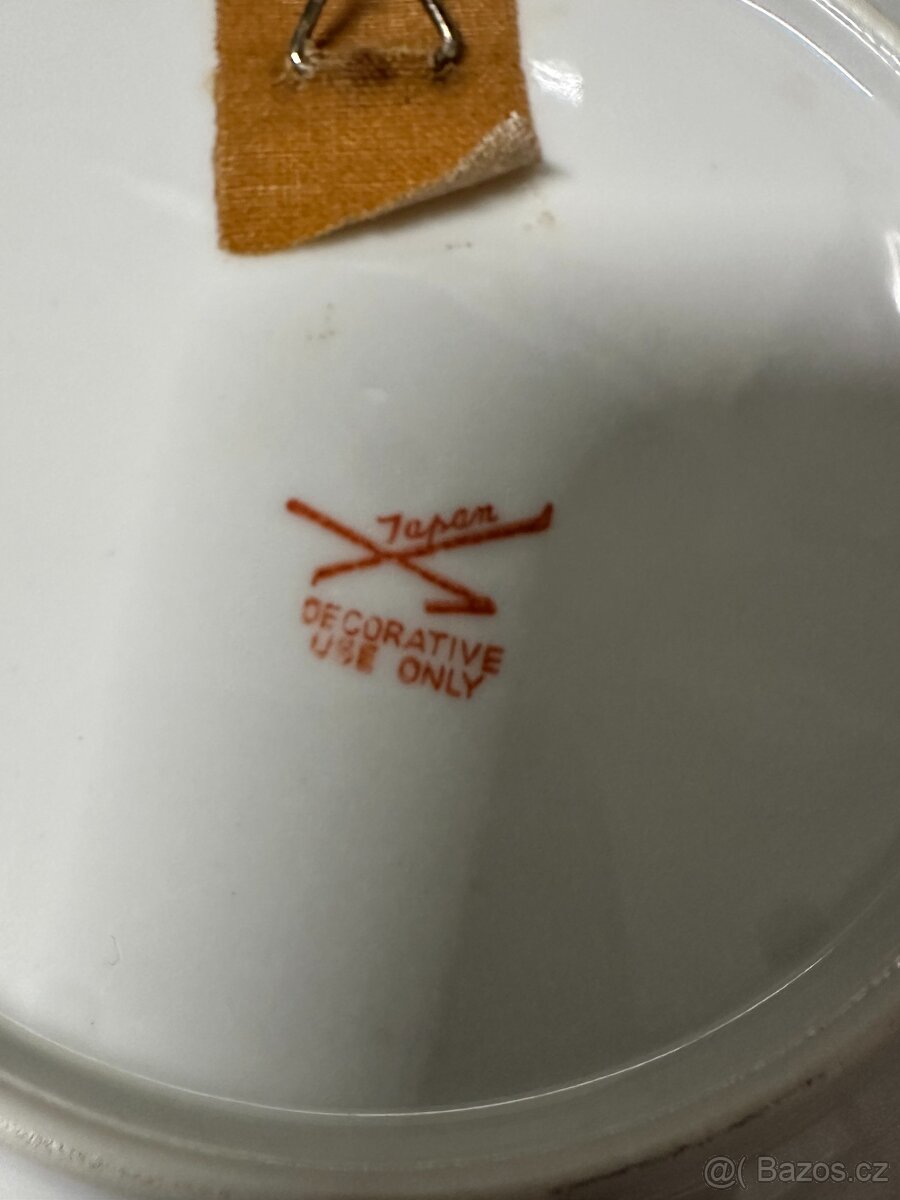 Japan
DECORATIVE
USE ONLY
@( Bazos.cz